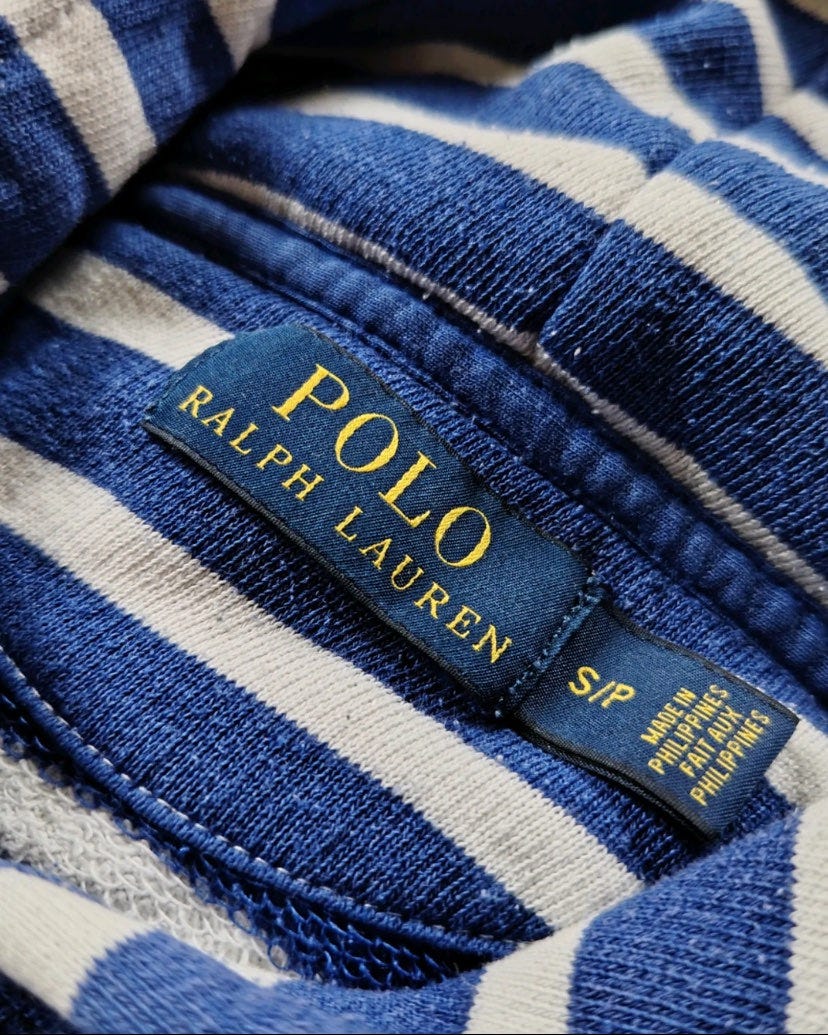 POLO
RALPH LAUREN
S/P
MADE IN
PHILIPPINES
FAIT AUX
PHILIPPINES